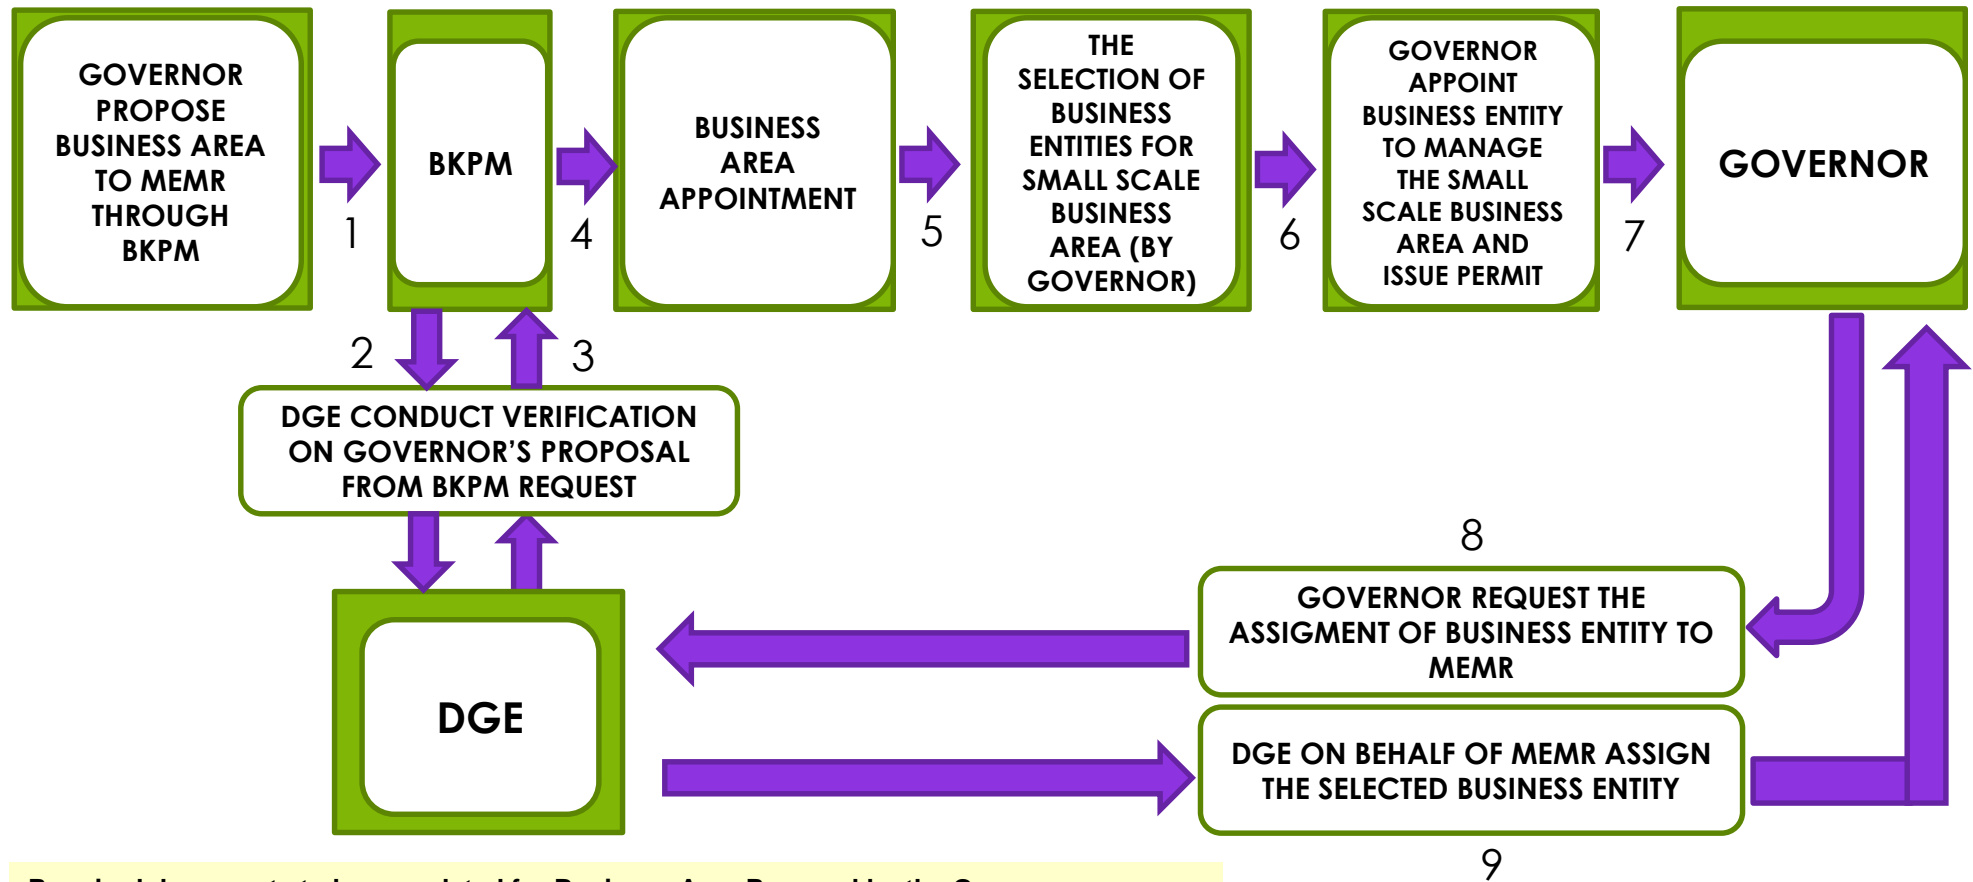 GOVERNOR
PROPOSE
BUSINESS AREA
TO MEMR
THROUGH
BKPM
1
BKPM
4
BUSINESS
AREA
APPOINTMENT
5
THE
SELECTION OF
BUSINESS
ENTITIES FOR
SMALL SCALE
BUSINESS
AREA (BY
GOVERNOR)
6
GOVERNOR
APPOINT
BUSINESS ENTITY
TO MANAGE
THE SMALL
SCALE BUSINESS
AREA AND
ISSUE PERMIT
7
GOVERNOR
2
3
DGE CONDUCT VERIFICATION
ON GOVERNOR'S PROPOSAL
FROM BKPM REQUEST
8
GOVERNOR REQUEST THE
ASSIGMENT OF BUSINESS ENTITY TO
MEMR
DGE
DGE ON BEHALF OF MEMR ASSIGN
THE SELECTED BUSINESS ENTITY
9